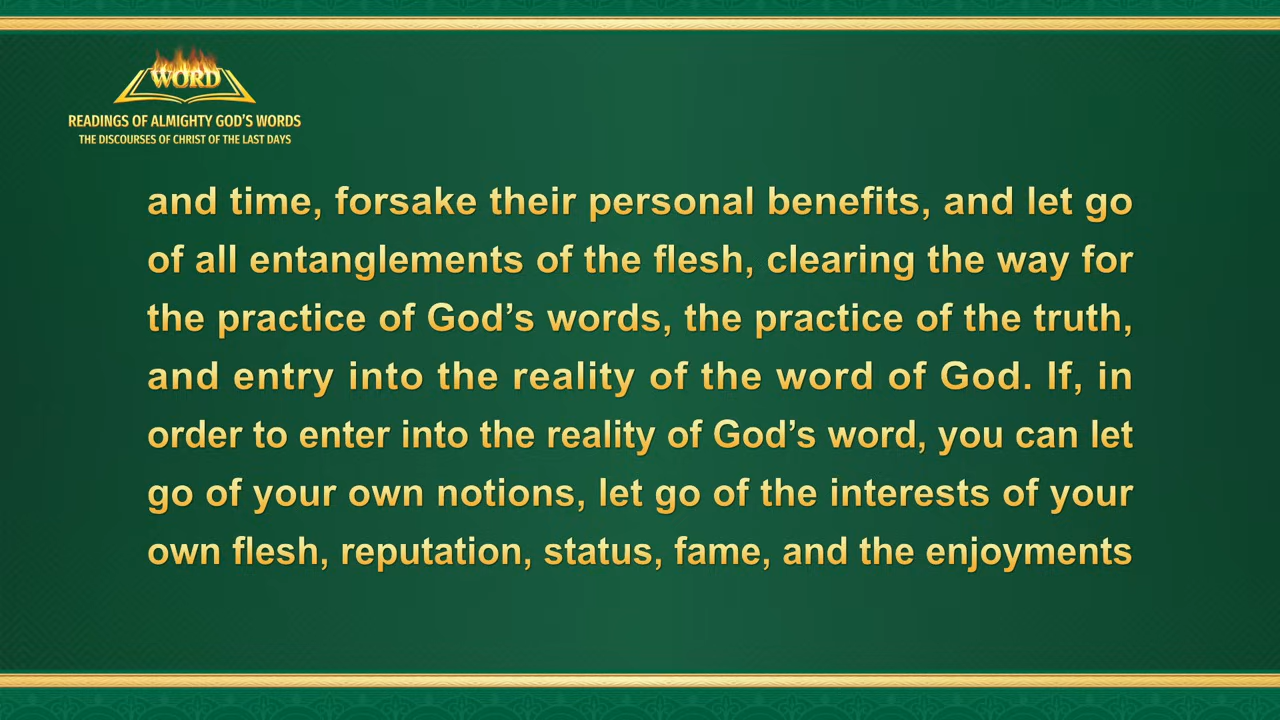 WORD
READINGS OF ALMIGHTY GOD'S WORDS
THE DISCOURSES OF CHRIST OF THE LAST DAYS
and time, forsake their personal benefits, and let go
of all entanglements of the flesh, clearing the way for
the practice of God’s words, the practice of the truth,
and entry into the reality of the word of God. If, in
order to enter into the reality of God’s word, you can let
go of your own notions, let go of the interests of your
own flesh, reputation, status, fame, and the enjoyments